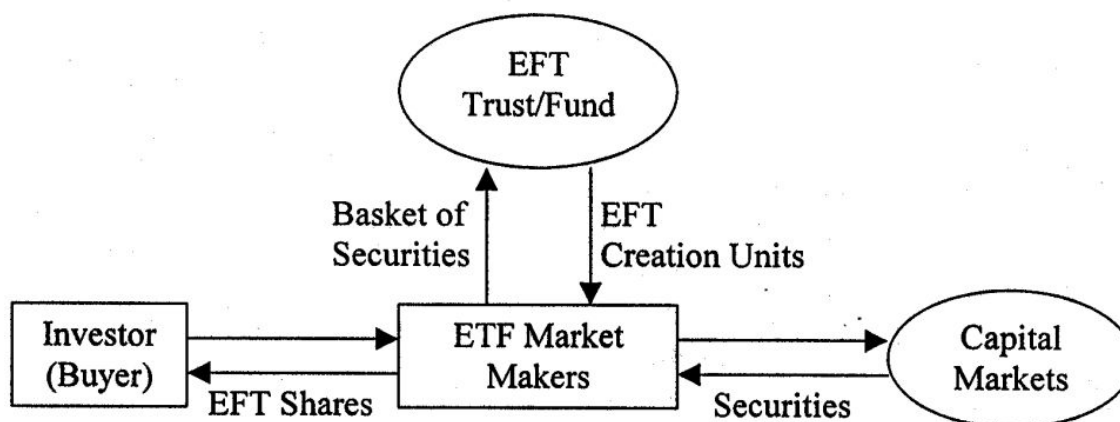 EFT
Trust/Fund
Basket of
Securities
EFT
Creation Units
Investor
(Buyer)
EFT Shares
ETF Market
Makers
Securities
Capital
Markets